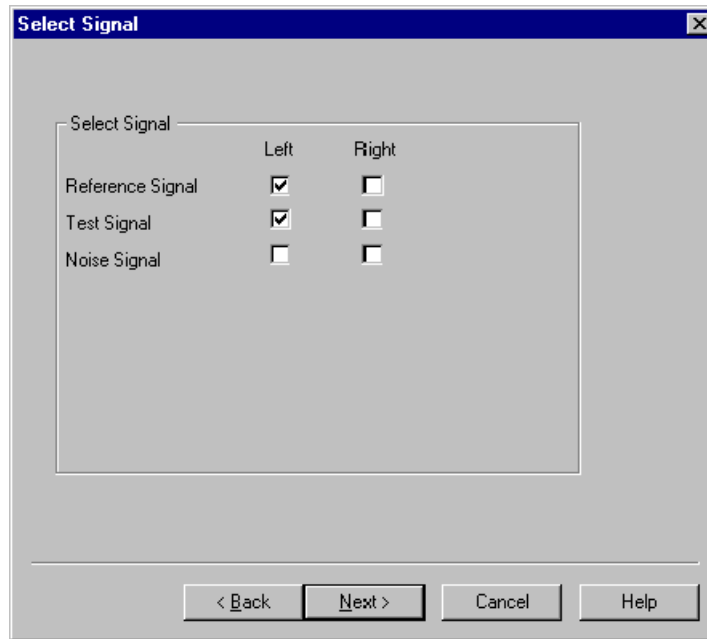 Select Signal
Select Signal
Left Right
Reference Signal
Test Signal
Noise Signal
< Back Next > Cancel Help